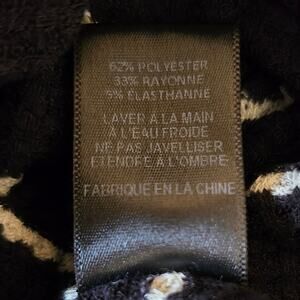 62% POLYESTER
33% RAYONNE
5% ELASTHANNE
LAVER À LA MAIN
À L'EAU FROIDE
NE PAS JAVELLISER
ETENDRE À L'OMBRE
FABRIQUE EN LA CHINE